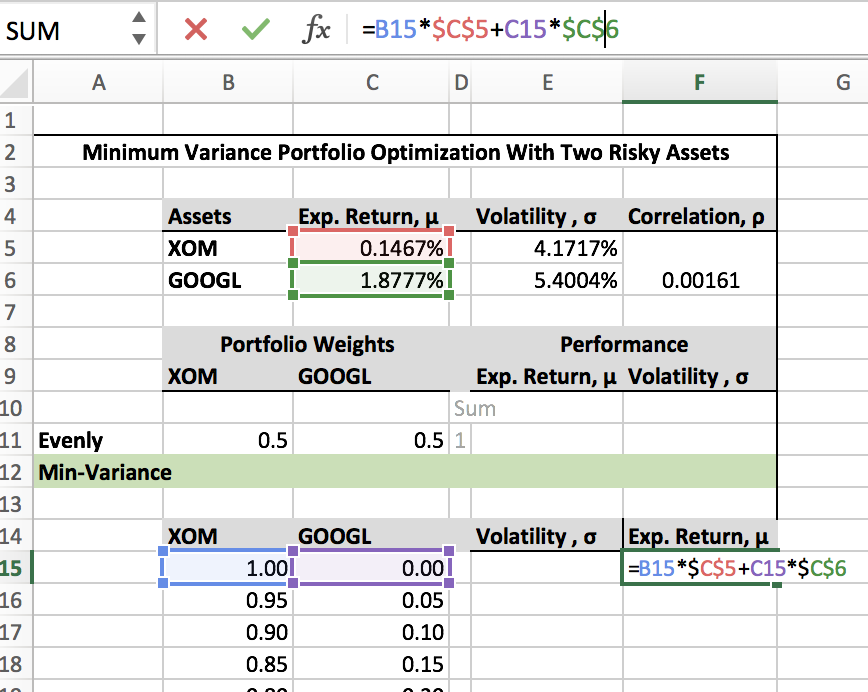 SUM fx =B15*$C$5+C15*$C$6
A B C D E F G
1
2 Minimum Variance Portfolio Optimization With Two Risky Assets
3
4 Assets Exp. Return, μ Volatility , σ Correlation, ρ
5 XOM 0.1467% 4.1717%
6 GOOGL 1.8777% 5.4004% 0.00161
7
8 Portfolio Weights Performance
9 XOM GOOGL Exp. Return, μ Volatility , σ
10 Sum
11 Evenly 0.5 0.5 1
12 Min-Variance
13
14 XOM GOOGL Volatility , σ Exp. Return, μ
15 1.00 0.00 =B15*$C$5+C15*$C$6
16 0.95 0.05
17 0.90 0.10
18 0.85 0.15